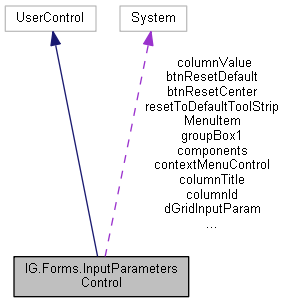 UserControl
System
columnValue
btnResetDefault
btnResetCenter
resetToDefaultToolStrip
MenuItem
groupBox1
components
contextMenuControl
columnTitle
columnId
dGridInputParam
...
IG.Forms.InputParameters
Control